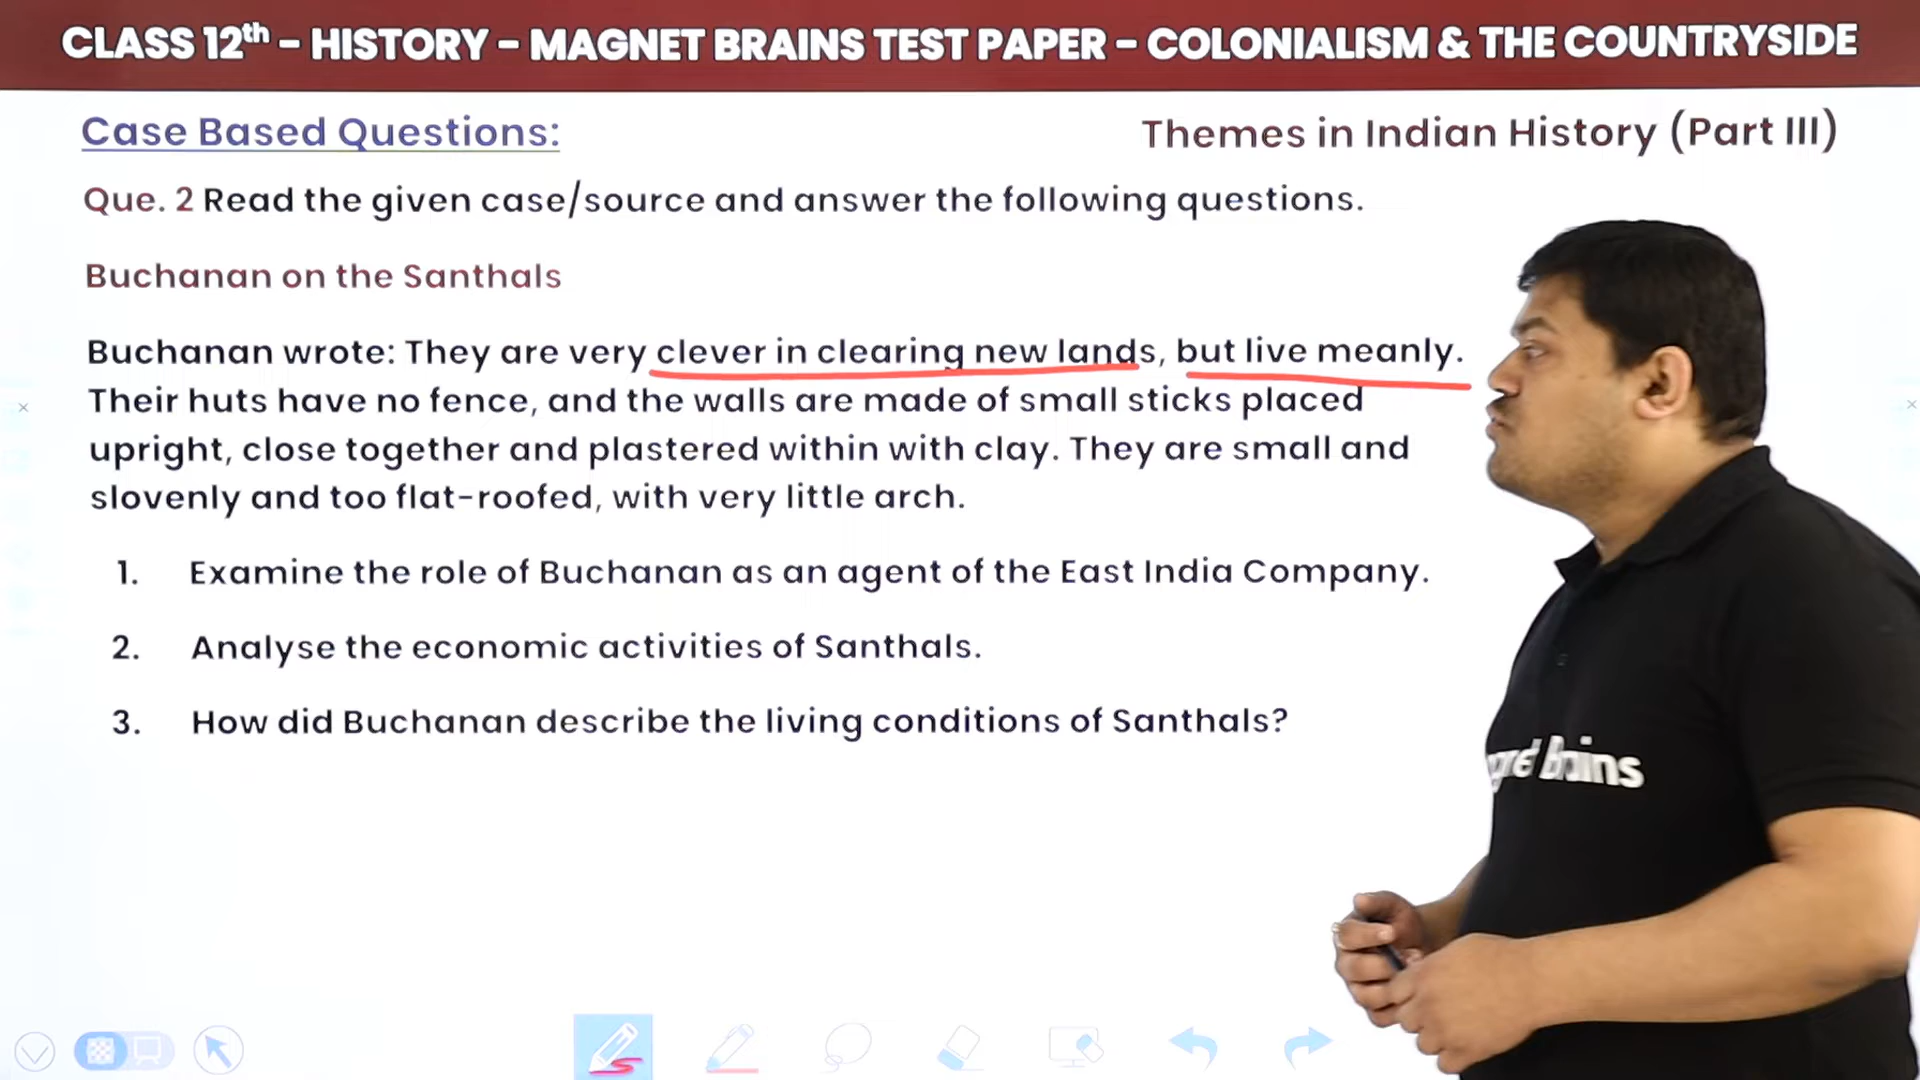 CLASS 12th – HISTORY – MAGNET BRAINS TEST PAPER – COLONIALISM & THE COUNTRYSIDE
Case Based Questions:
Themes in Indian History (Part III)
Que. 2 Read the given case/source and answer the following questions.
Buchanan on the Santhals
Buchanan wrote: They are very clever in clearing new lands, but live meanly.
Their huts have no fence, and the walls are made of small sticks placed
upright, close together and plastered within with clay. They are small and
slovenly and too flat-roofed, with very little arch.
1. Examine the role of Buchanan as an agent of the East India Company.
2. Analyse the economic activities of Santhals.
3. How did Buchanan describe the living conditions of Santhals?
Brains